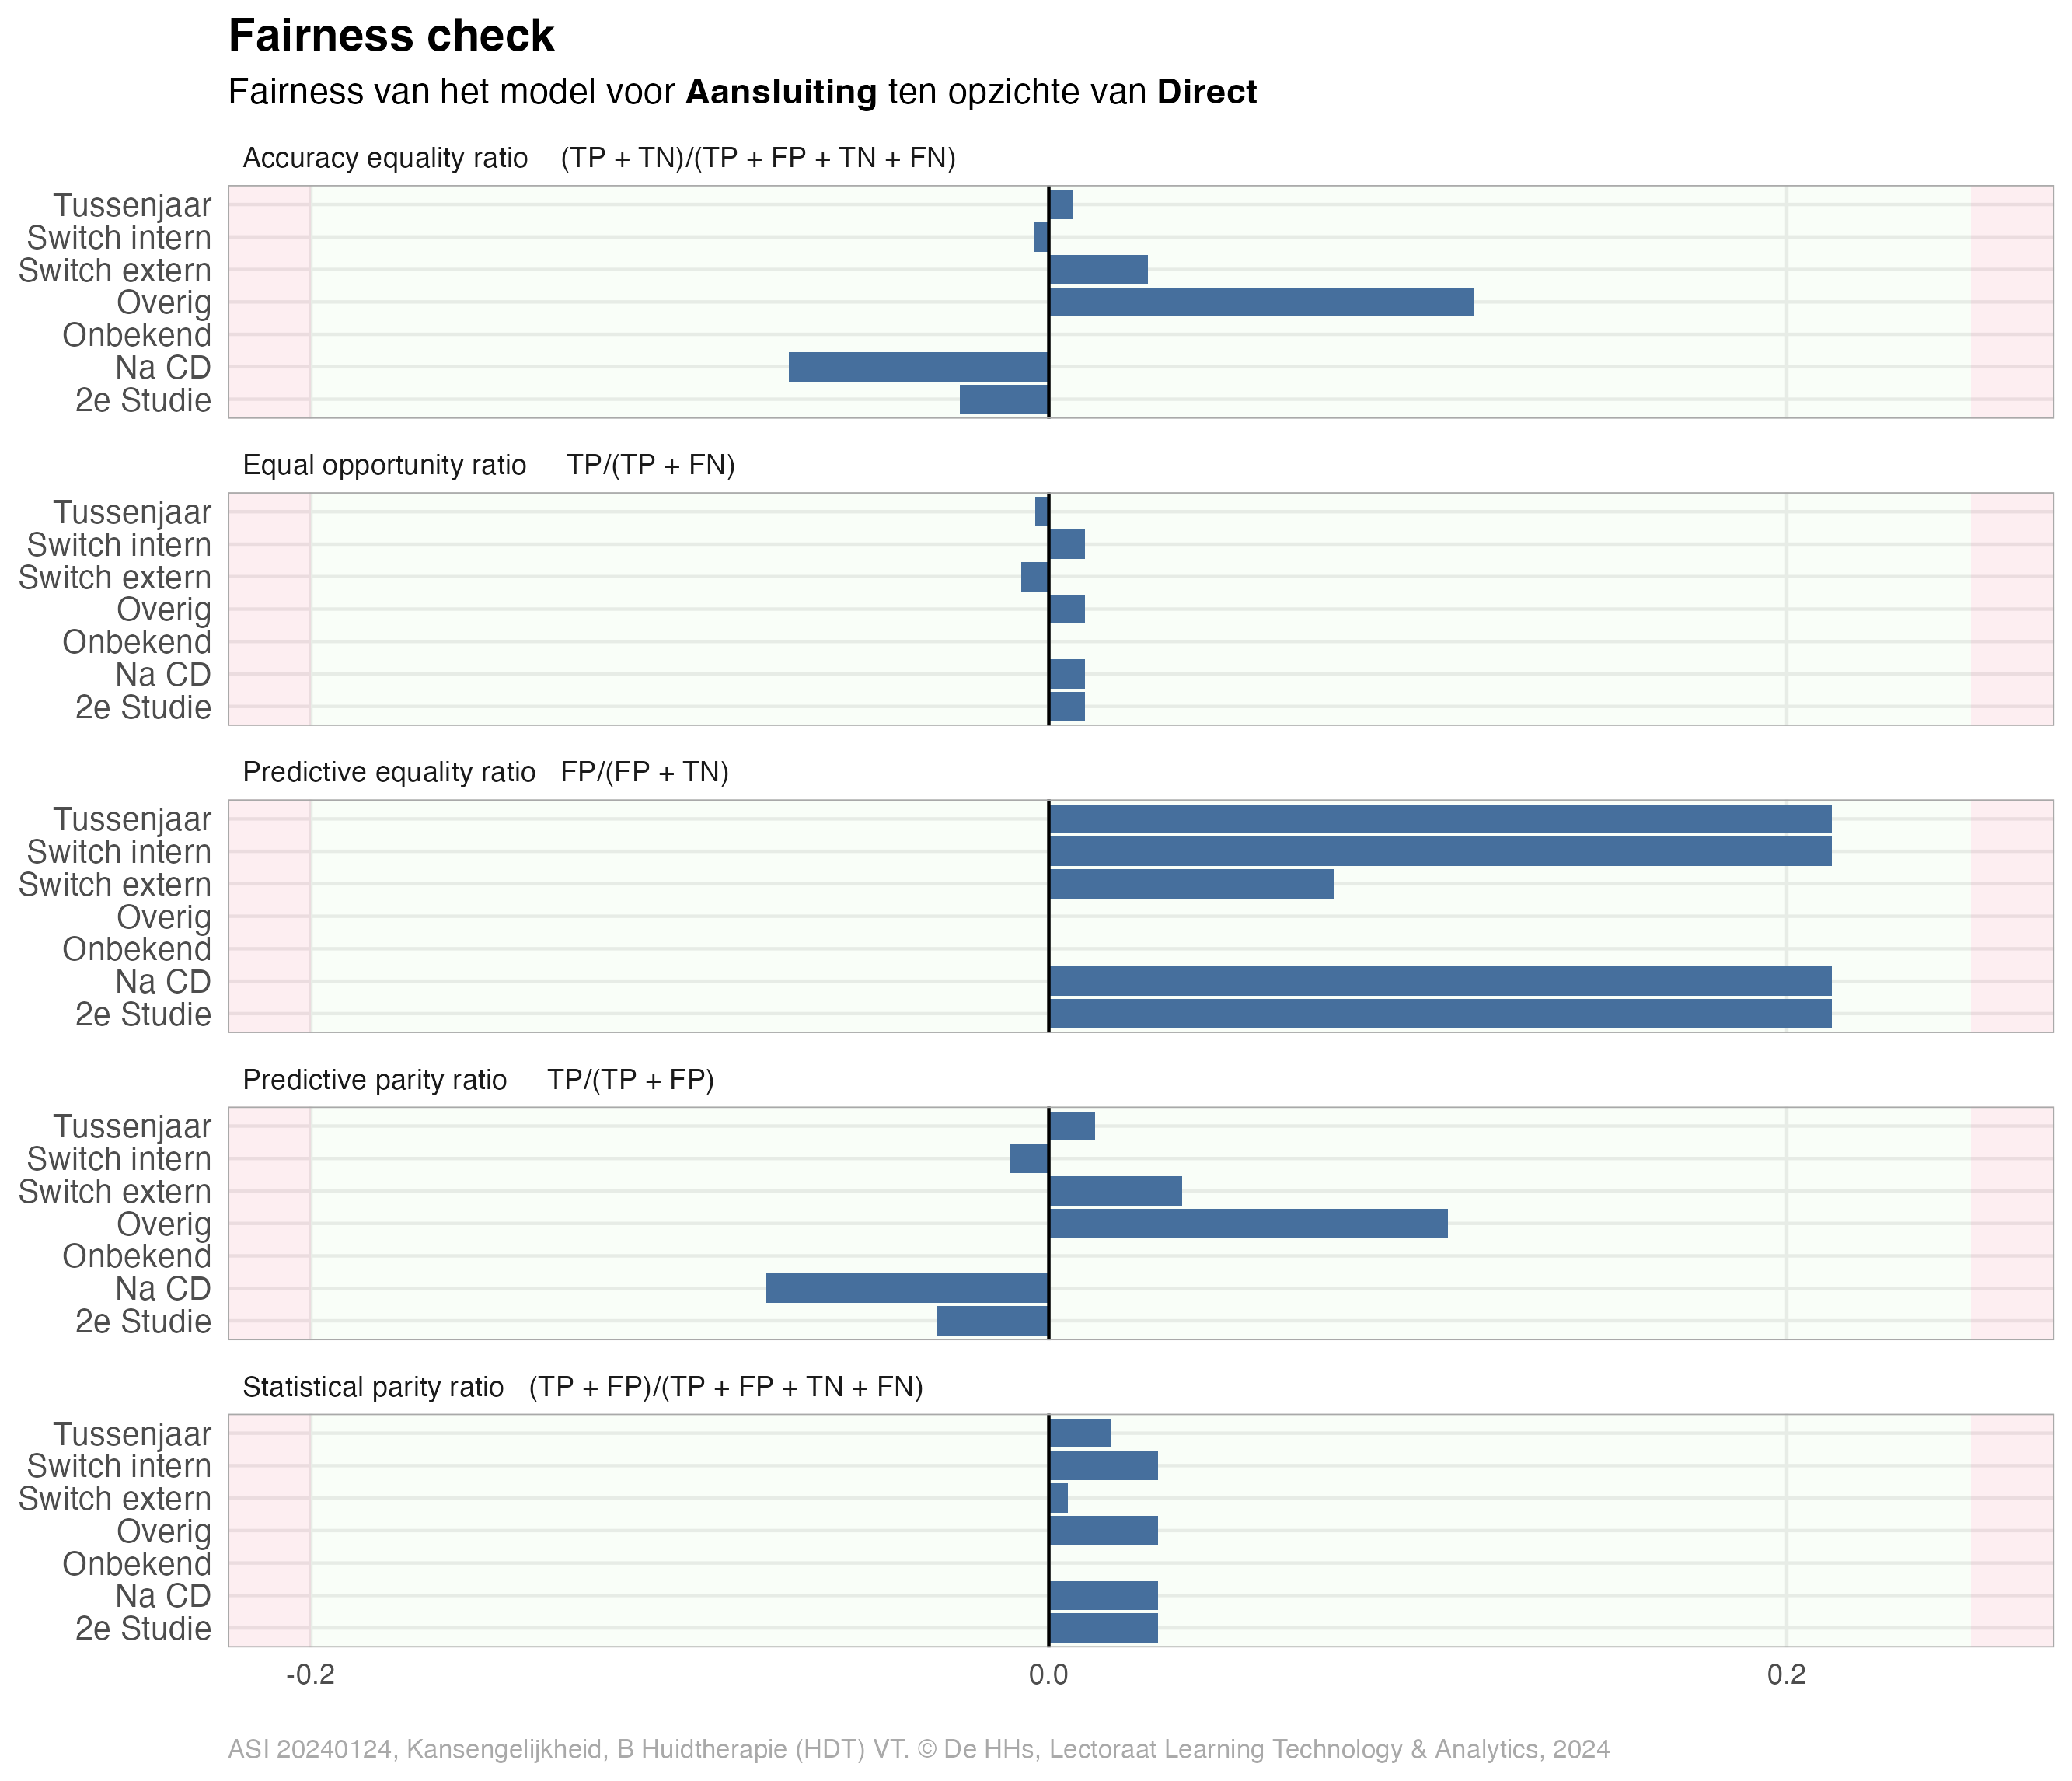 Fairness check
Fairness van het model voor Aansluiting ten opzichte van Direct
Accuracy equality ratio (TP + TN)/(TP + FP + TN + FN)
Tussenjaar
Switch intern
Switch extern
Overig
Onbekend
Na CD
2e Studie
Equal opportunity ratio TP/(TP + FN)
Tussenjaar
Switch intern
Switch extern
Overig
Onbekend
Na CD
2e Studie
Predictive equality ratio FP/(FP + TN)
Tussenjaar
Switch intern
Switch extern
Overig
Onbekend
Na CD
2e Studie
Predictive parity ratio TP/(TP + FP)
Tussenjaar
Switch intern
Switch extern
Overig
Onbekend
Na CD
2e Studie
Statistical parity ratio (TP + FP)/(TP + FP + TN + FN)
Tussenjaar
Switch intern
Switch extern
Overig
Onbekend
Na CD
2e Studie
-0.2 0.0 0.2
ASI 20240124, Kansengelijkheid, B Huidtherapie (HDT) VT. © De HHs, Lectoraat Learning Technology & Analytics, 2024